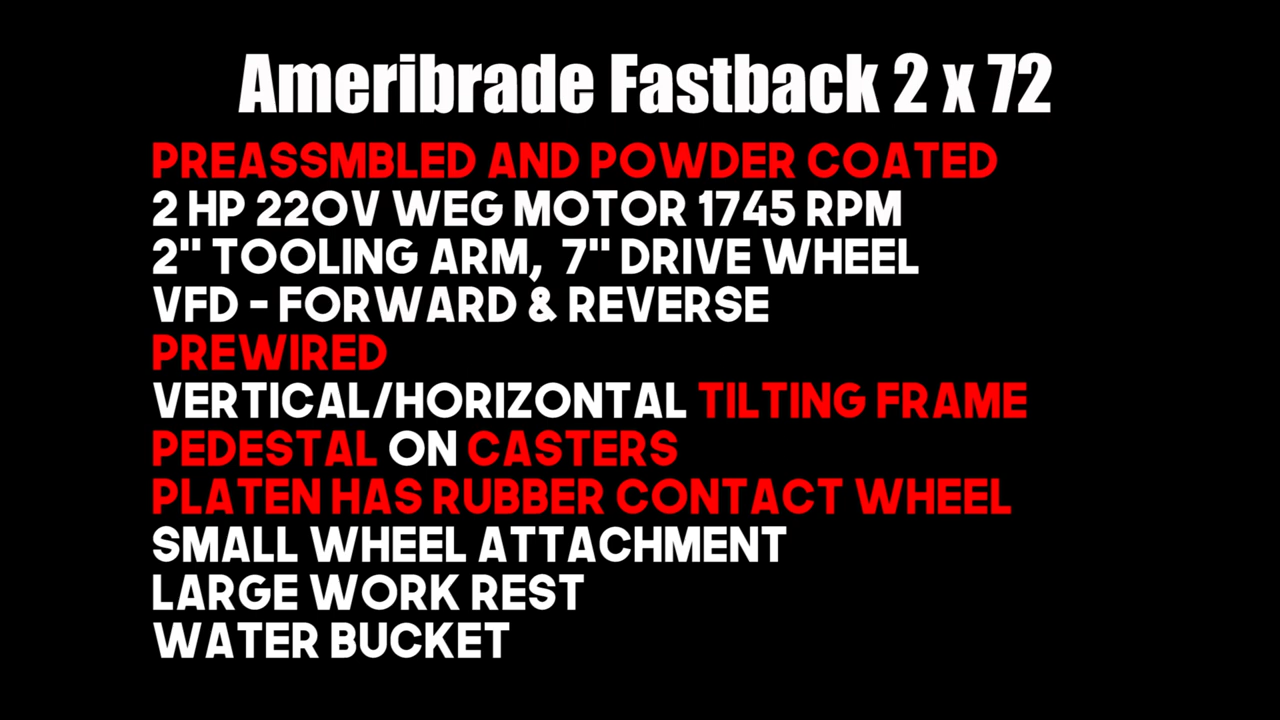 Ameribrade Fastback 2 x 72
PREASSMBLED AND POWDER COATED
2 HP 220V WEG MOTOR 1745 RPM
2" TOOLING ARM, 7" DRIVE WHEEL
VFD - FORWARD & REVERSE
PREWIRED
VERTICAL/HORIZONTAL TILTING FRAME
PEDESTAL ON CASTERS
PLATEN HAS RUBBER CONTACT WHEEL
SMALL WHEEL ATTACHMENT
LARGE WORK REST
WATER BUCKET